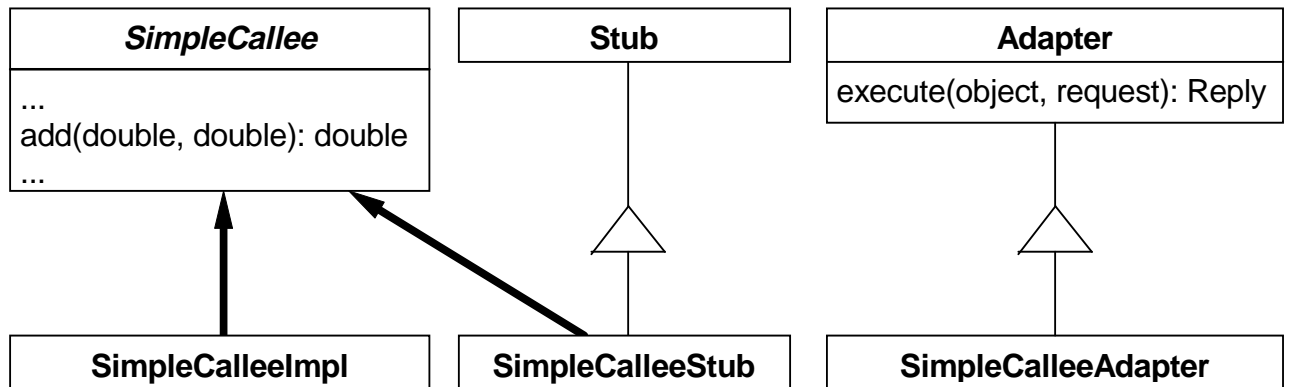 SimpleCallee
...
add(double, double): double
...
Stub
Adapter
execute(object, request): Reply
SimpleCalleeImpl
SimpleCalleeStub
SimpleCalleeAdapter